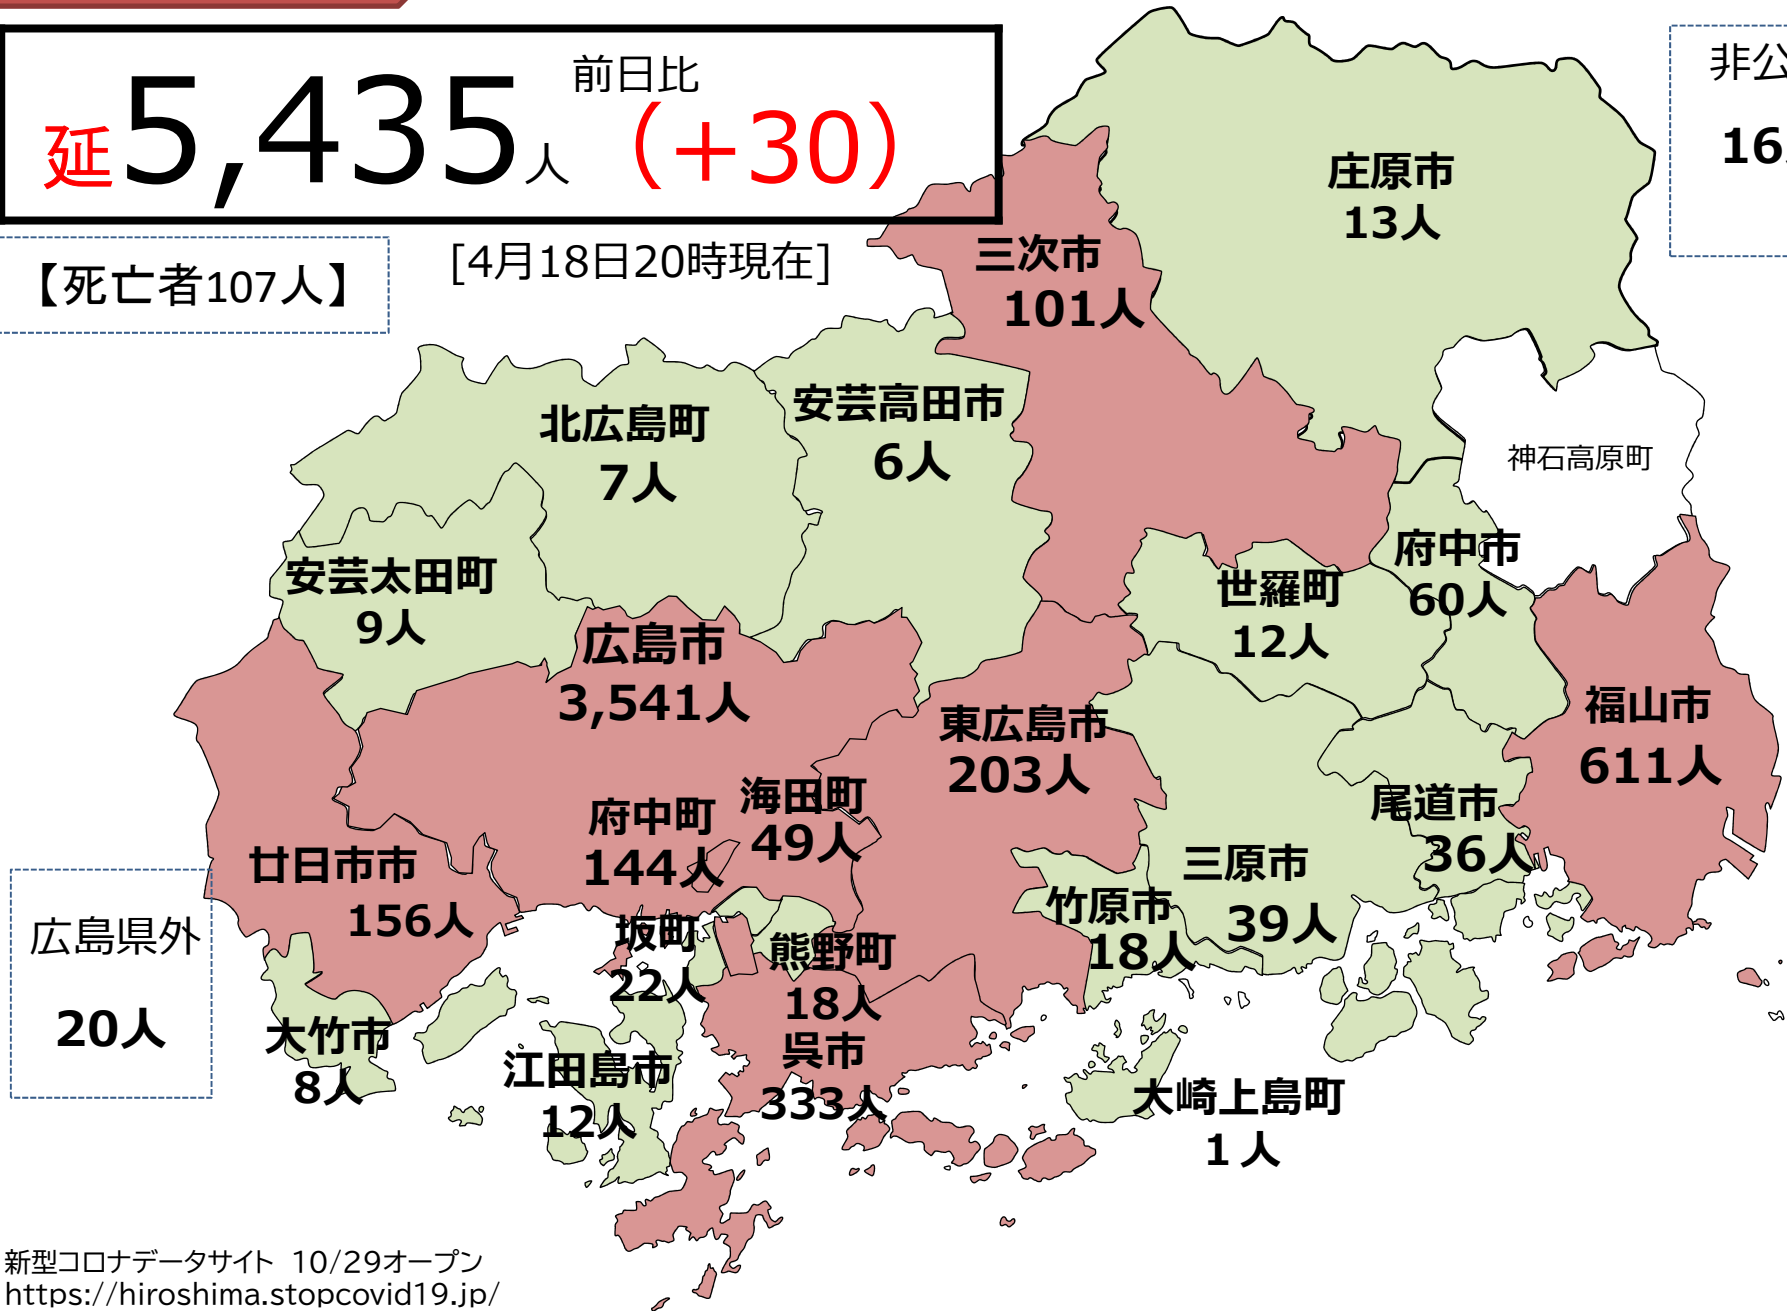 延5,435人 前日比 (+30)
【死亡者107人】
[4月18日20時現在]
非公
16
庄原市
13人
三次市
101人
安芸高田市
6人
北広島町
7人
神石高原町
安芸太田町
9人
府中市
60人
世羅町
12人
広島市
3,541人
福山市
611人
東広島市
203人
海田町
49人
府中町
144人
尾道市
36人
三原市
39人
廿日市市
156人
竹原市
18人
坂町
22人
熊野町
18人
広島県外
20人
大竹市
8人
江田島市
12人
呉市
333人
大崎上島町
1人
新型コロナデータサイト 10/29オープン
https://hiroshima.stopcovid19.jp/